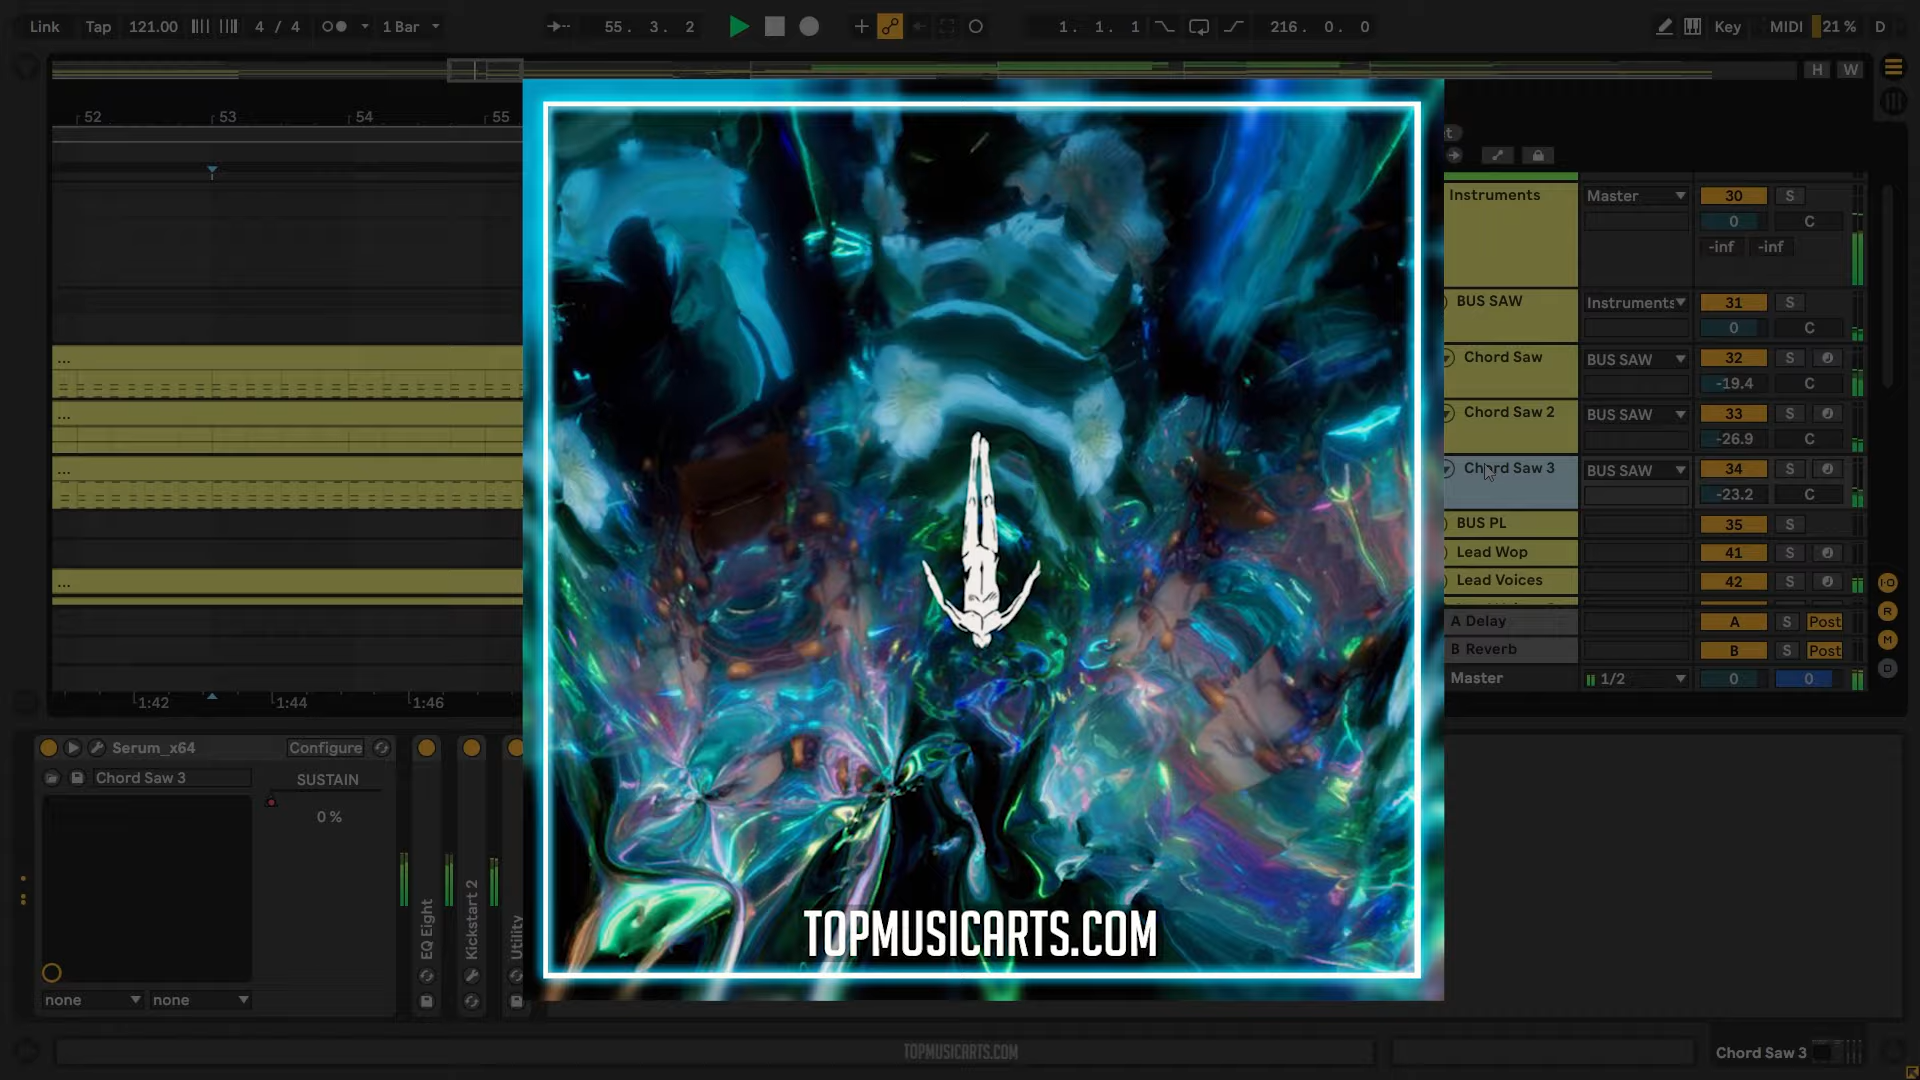 Link Tap 121.00 4 / 4 1 Bar 55. 3. 2 1. 1. 1 216. 0. 0 Key MIDI 21 % D
H W
52 53 54 55
Instruments Master 30 S
0 C
-inf -inf
BUS SAW Instruments 31 S
0 C
... Chord Saw BUS SAW 32 S
-19.4 C
... Chord Saw 2 BUS SAW 33 S
-26.9 C
... Chord Saw 3 BUS SAW 34 S
-23.2 C
BUS PL 35 S
Lead Wop 41 S
... Lead Voices 42 S
A Delay A S Post
B Reverb B S Post
Master 1/2 0 0
I-O
R
M
D
1:42 1:44 1:46
Serum_x64 Configure
Chord Saw 3 SUSTAIN
0 %
none none
EQ Eight
Kickstart 2
Utility
TOPMUSICARTS.COM
TOPMUSICARTS.COM
Chord Saw 3